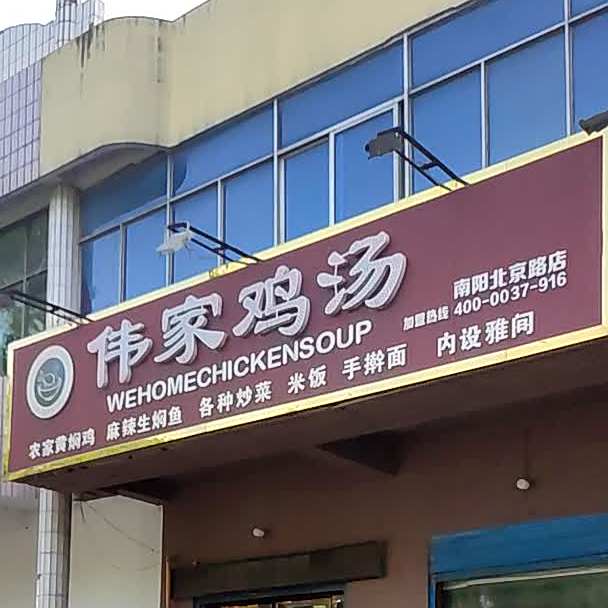 伟家鸡汤
WEHOMECHICKENSOUP
南阳北京路店
加盟热线 400-0037-916
农家黄焖鸡 麻辣生焖鱼 各种炒菜 米饭 手擀面 内设雅间